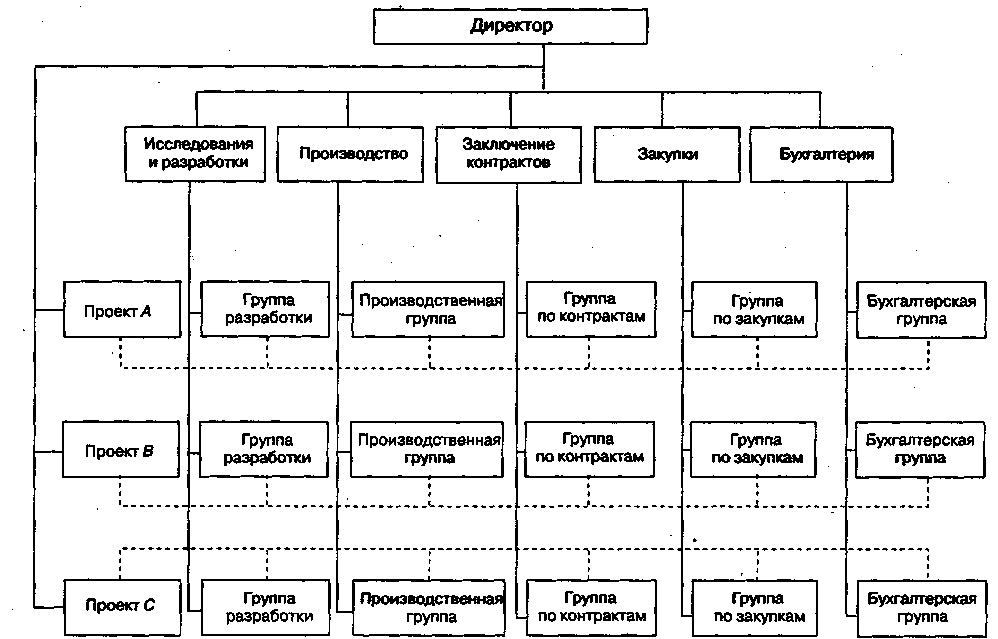 Директор
Исследования
и разработки
Производство
Заключение
контрактов
Закупки
Бухгалтерия
Проект А
Группа
разработки
Производственная
группа
Группа
по контрактам
Группа
по закупкам
Бухгалтерская
группа
Проект В
Группа
разработки
Производственная
группа
Группа
по контрактам
Группа
по закупкам
Бухгалтерская
группа
Проект С
Группа
разработки
Производственная
группа
Группа
по контрактам
Группа
по закупкам
Бухгалтерская
группа